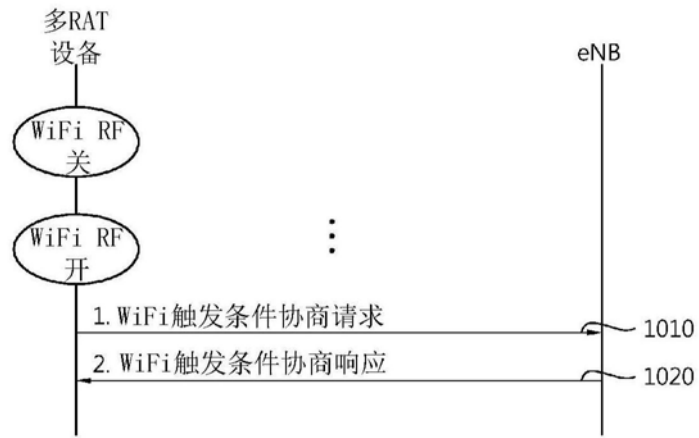 多RAT
设备
eNB
WiFi RF
关
WiFi RF
开
1. WiFi触发条件协商请求
1010
2. WiFi触发条件协商响应
1020